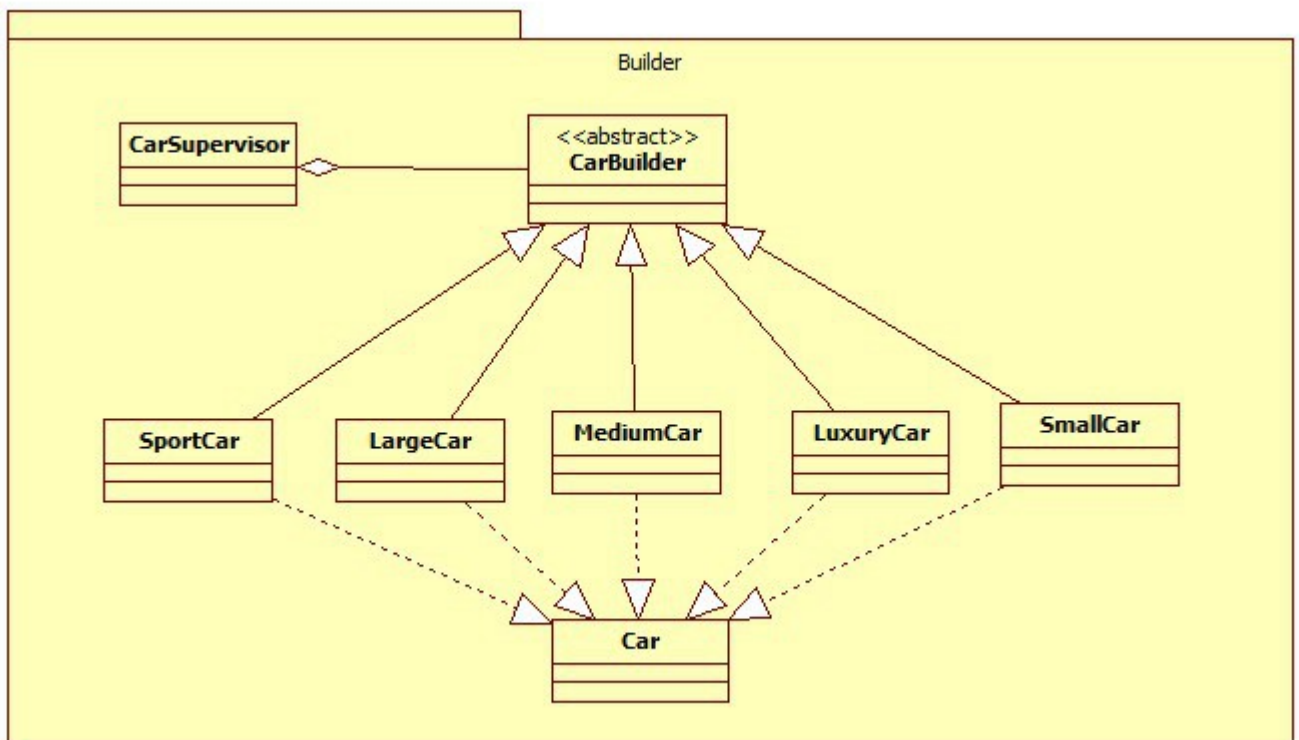 Builder
CarSupervisor
<<abstract>>
CarBuilder
SportCar
LargeCar
MediumCar
LuxuryCar
SmallCar
Car